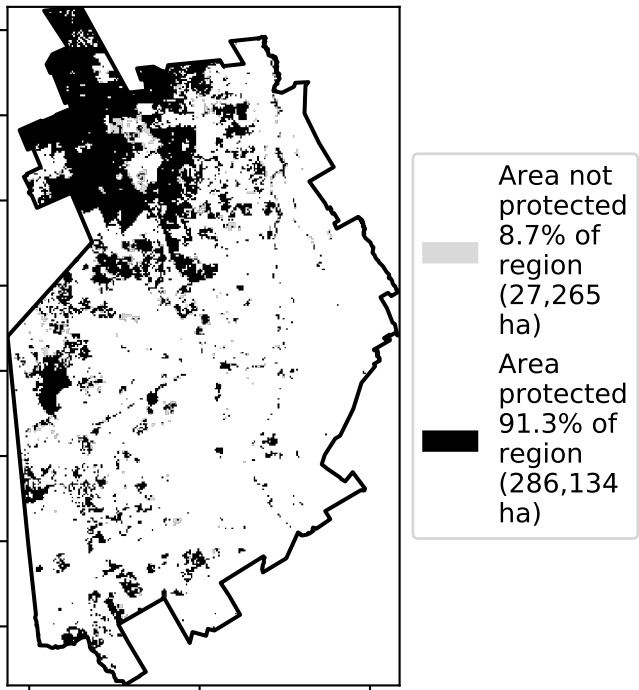 Area not
protected
8.7% of
region
(27,265
ha)
Area
protected
91.3% of
region
(286,134
ha)